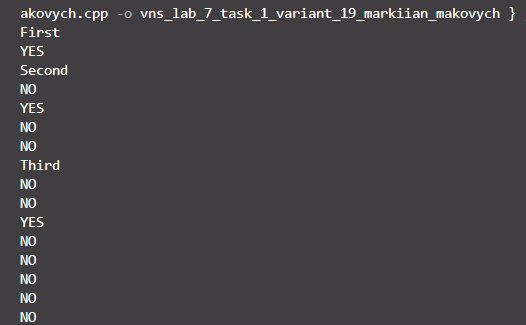 akovych.cpp -o vns_lab_7_task_1_variant_19_markiian_makovych }
First
YES
Second
NO
YES
NO
NO
Third
NO
NO
YES
NO
NO
NO
NO
NO